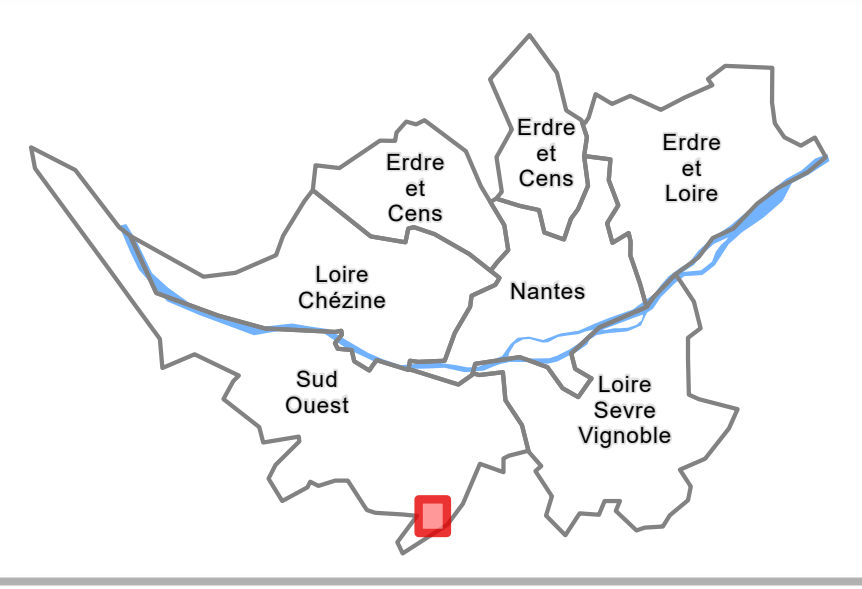 Erdre
et
Cens
Erdre
et
Cens
Erdre
et
Loire
Loire
Chézine
Nantes
Sud
Ouest
Loire
Sevre
Vignoble